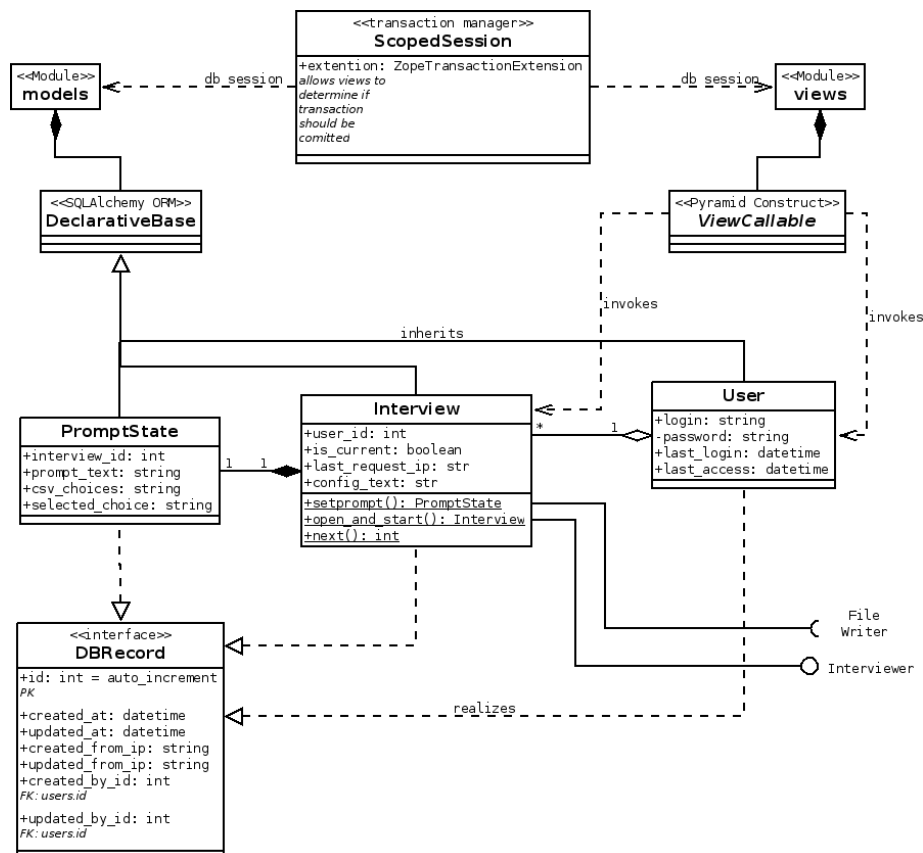 <<transaction manager>>
ScopedSession
+extention: ZopeTransactionExtension
allows views to
determine if
transaction
should be
comitted
<<Module>>
models
db session
db session
<<Module>>
views
<<SQLAlchemy ORM>>
DeclarativeBase
<<Pyramid Construct>>
ViewCallable
invokes
invokes
inherits
PromptState
+interview_id: int
+prompt_text: string
+csv_choices: string
+selected_choice: string
1
1
Interview
+user_id: int
+is_current: boolean
+last_request_ip: str
+config_text: str
+setprompt(): PromptState
+open_and_start(): Interview
+next(): int
*
1
User
+login: string
-password: string
+last_login: datetime
+last_access: datetime
File
Writer
Interviewer
<<interface>>
DBRecord
+id: int = auto_increment
PK
+created_at: datetime
+updated_at: datetime
+created_from_ip: string
+updated_from_ip: string
+created_by_id: int
FK: users.id
+updated_by_id: int
FK: users.id
realizes